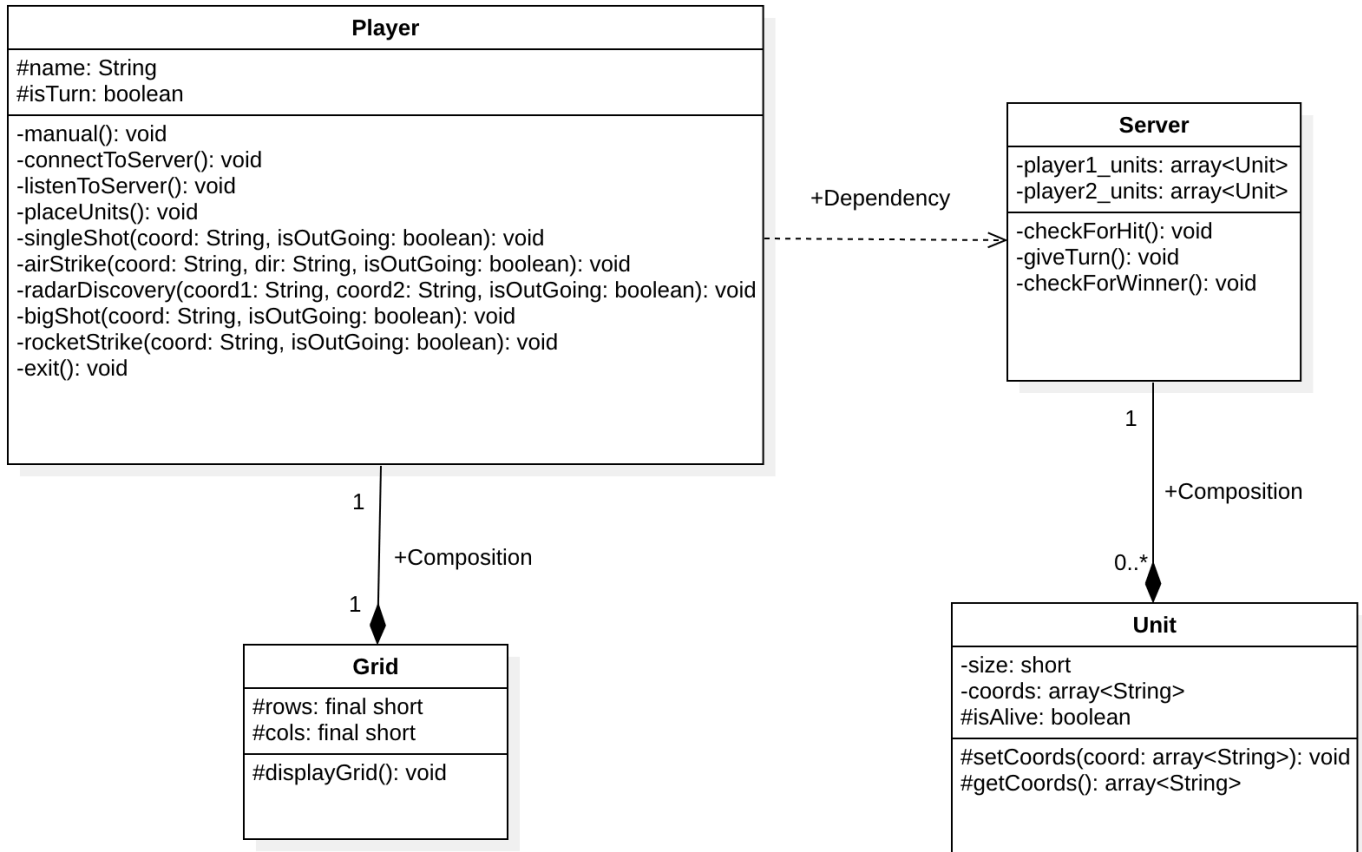 Player
#name: String
#isTurn: boolean
-manual(): void
-connectToServer(): void
-listenToServer(): void
-placeUnits(): void
-singleShot(coord: String, isOutGoing: boolean): void
-airStrike(coord: String, dir: String, isOutGoing: boolean): void
-radarDiscovery(coord1: String, coord2: String, isOutGoing: boolean): void
-bigShot(coord: String, isOutGoing: boolean): void
-rocketStrike(coord: String, isOutGoing: boolean): void
-exit(): void
+Dependency
Server
-player1_units: array<Unit>
-player2_units: array<Unit>
-checkForHit(): void
-giveTurn(): void
-checkForWinner(): void
1
+Composition
1
Grid
#rows: final short
#cols: final short
#displayGrid(): void
1
+Composition
0..*
Unit
-size: short
-coords: array<String>
#isAlive: boolean
#setCoords(coord: array<String>): void
#getCoords(): array<String>